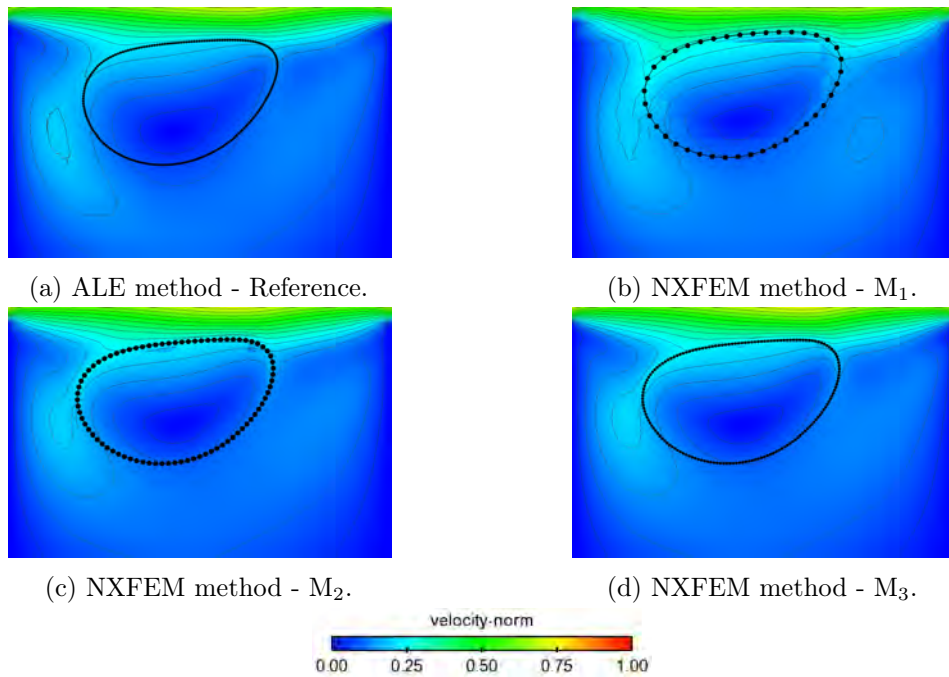 (a) ALE method - Reference.
(b) NXFEM method - M₁.
(c) NXFEM method - M₂.
(d) NXFEM method - M₃.
velocity-norm
0.00 0.25 0.50 0.75 1.00